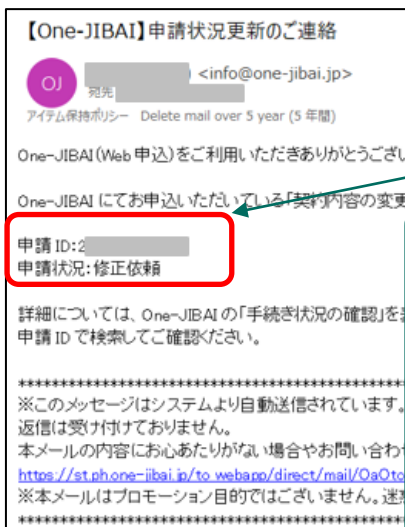 【One-JIBAI】申請状況更新のご連絡
OJ
<info@one-jibai.jp>
宛先
アイテム保持ポリシー Delete mail over 5 year (5 年間)
One-JIBAI(Web 申込)をご利用いただきありがとうござい
One-JIBAI にてお申込いただいている「契約内容の変更
申請 ID:2
申請状況:修正依頼
詳細については、One-JIBAI の「手続き状況の確認」を
申請 ID で検索してご確認ください。
****************************************************
※このメッセージはシステムより自動送信されています。
返信は受け付けておりません。
本メールの内容にお心あたりがない場合やお問い合わせ
https://st.ph.one-jibai.jp/to_webapp/direct/mail/OaOto
※本メールはプロモーション目的ではございません。迷惑
****************************************************